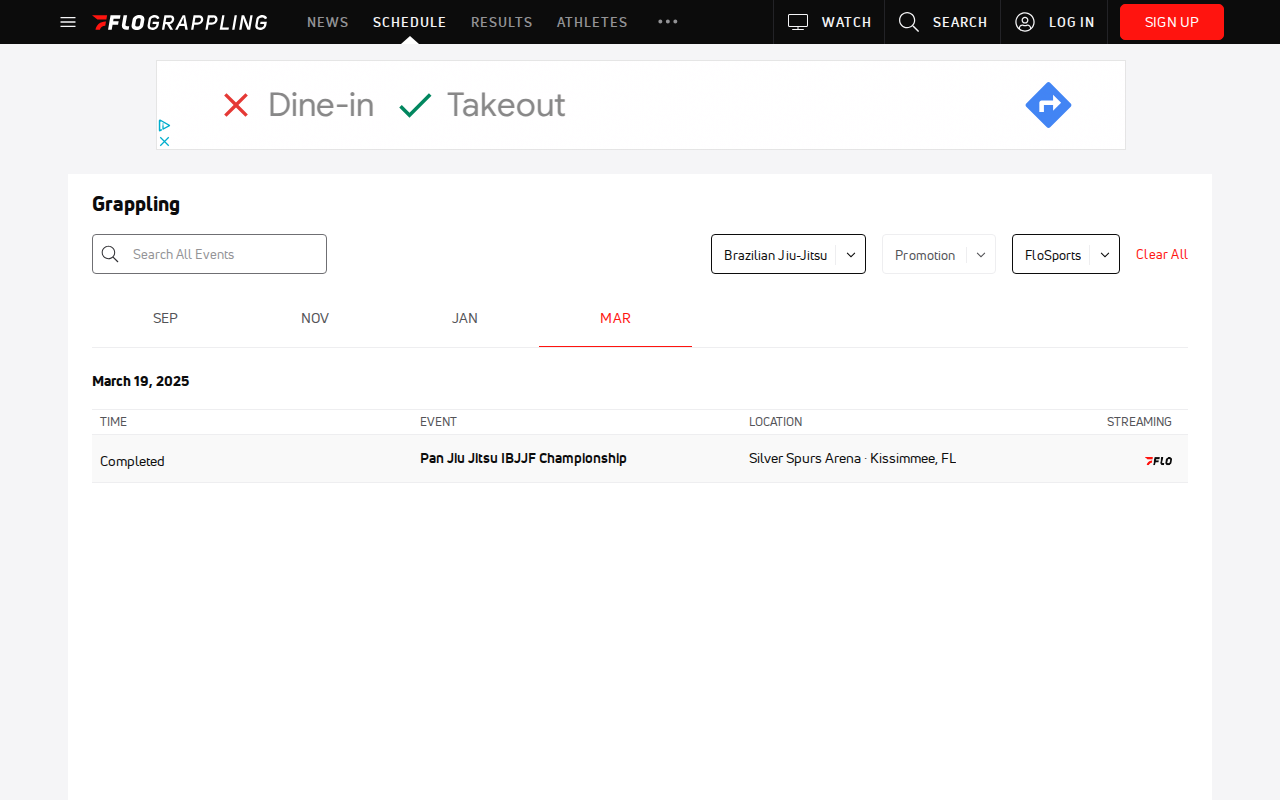 FLOGRAPPLING NEWS SCHEDULE RESULTS ATHLETES WATCH SEARCH LOG IN SIGN UP
Dine-in Takeout
Grappling
Search All Events Brazilian Jiu-Jitsu Promotion FloSports Clear All
SEP NOV JAN MAR
March 19, 2025
TIME EVENT LOCATION STREAMING
Completed Pan Jiu Jitsu IBJJF Championship Silver Spurs Arena · Kissimmee, FL FLO